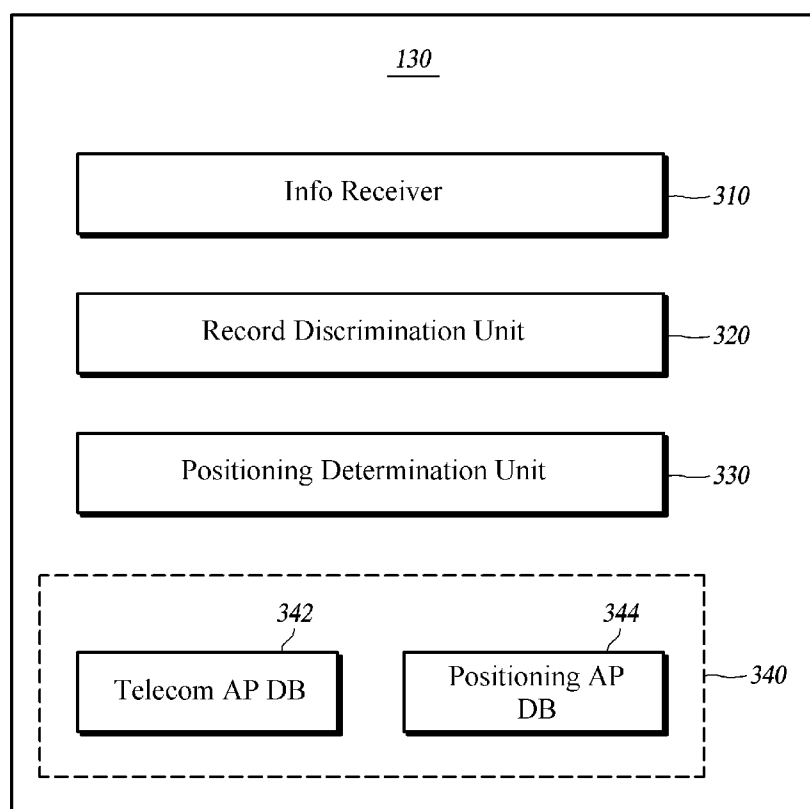 130
Info Receiver
310
Record Discrimination Unit
320
Positioning Determination Unit
330
342
344
Telecom AP DB
Positioning AP
DB
340